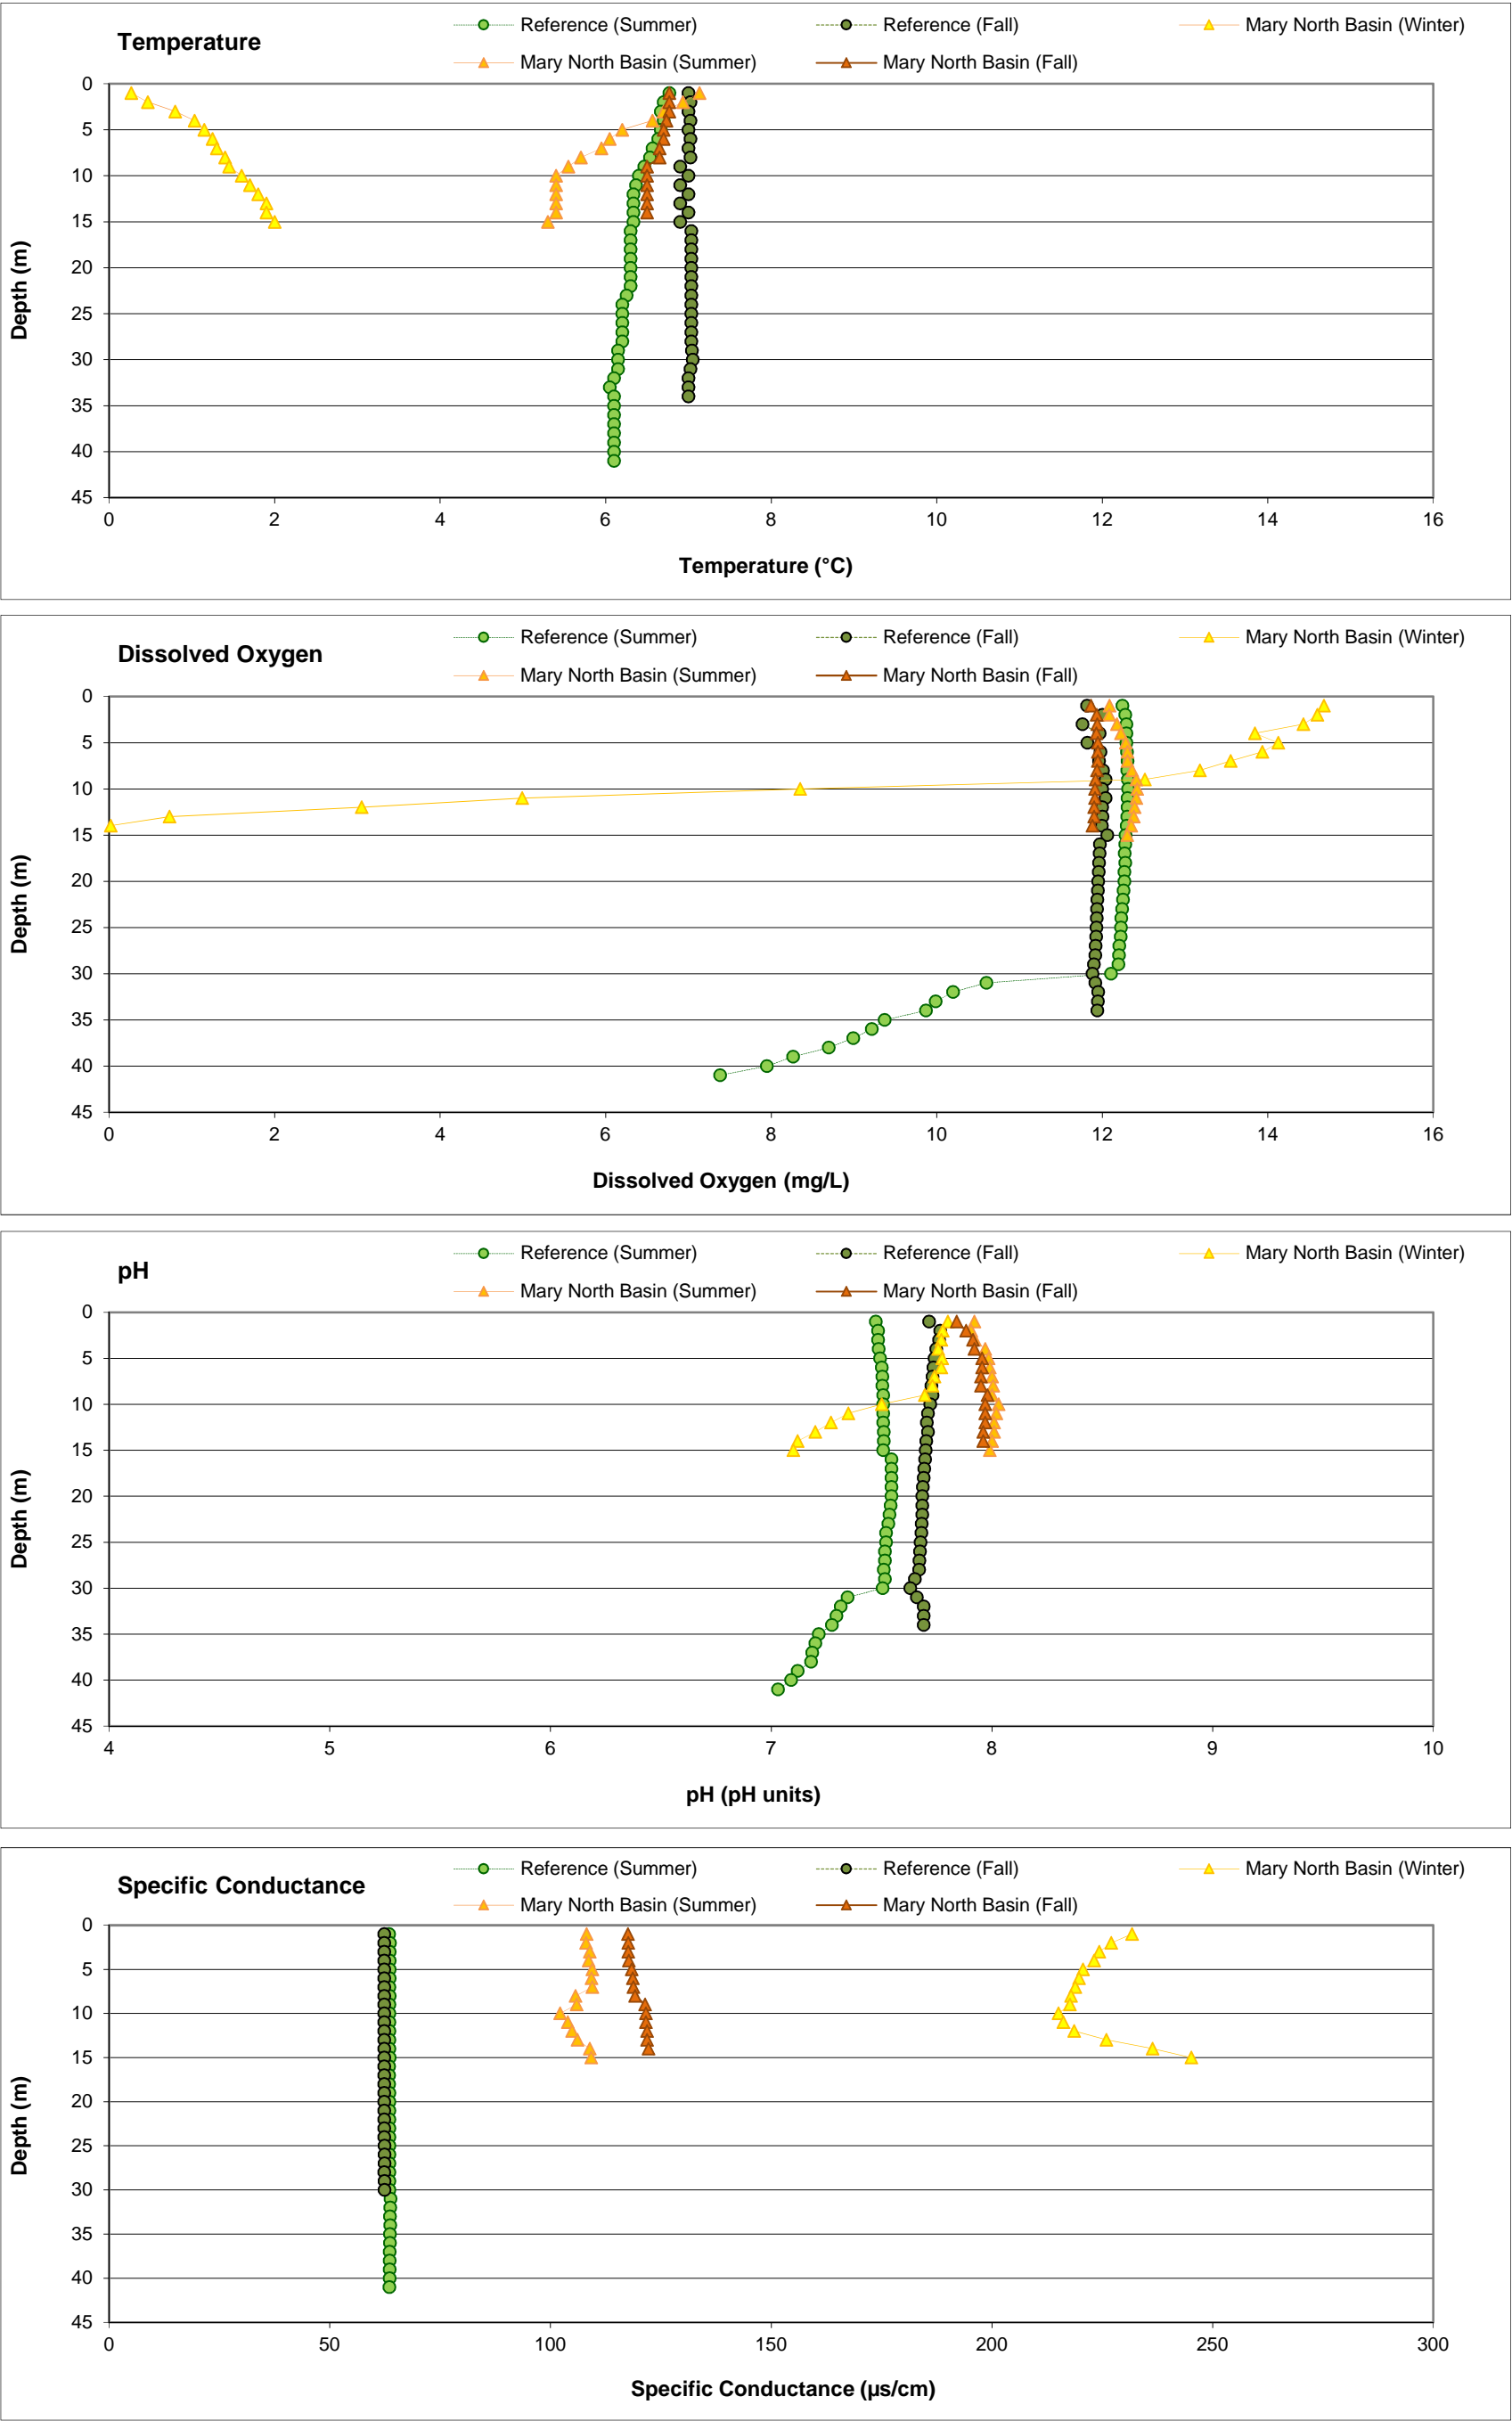 Temperature
Reference (Summer) Reference (Fall) Mary North Basin (Winter)
Mary North Basin (Summer) Mary North Basin (Fall)
0
5
10
15
20
25
30
35
40
45
Depth (m)
0 2 4 6 8 10 12 14 16
Temperature (°C)
Dissolved Oxygen
Reference (Summer) Reference (Fall) Mary North Basin (Winter)
Mary North Basin (Summer) Mary North Basin (Fall)
0
5
10
15
20
25
30
35
40
45
Depth (m)
0 2 4 6 8 10 12 14 16
Dissolved Oxygen (mg/L)
pH
Reference (Summer) Reference (Fall) Mary North Basin (Winter)
Mary North Basin (Summer) Mary North Basin (Fall)
0
5
10
15
20
25
30
35
40
45
Depth (m)
4 5 6 7 8 9 10
pH (pH units)
Specific Conductance
Reference (Summer) Reference (Fall) Mary North Basin (Winter)
Mary North Basin (Summer) Mary North Basin (Fall)
0
5
10
15
20
25
30
35
40
45
Depth (m)
0 50 100 150 200 250 300
Specific Conductance (µs/cm)